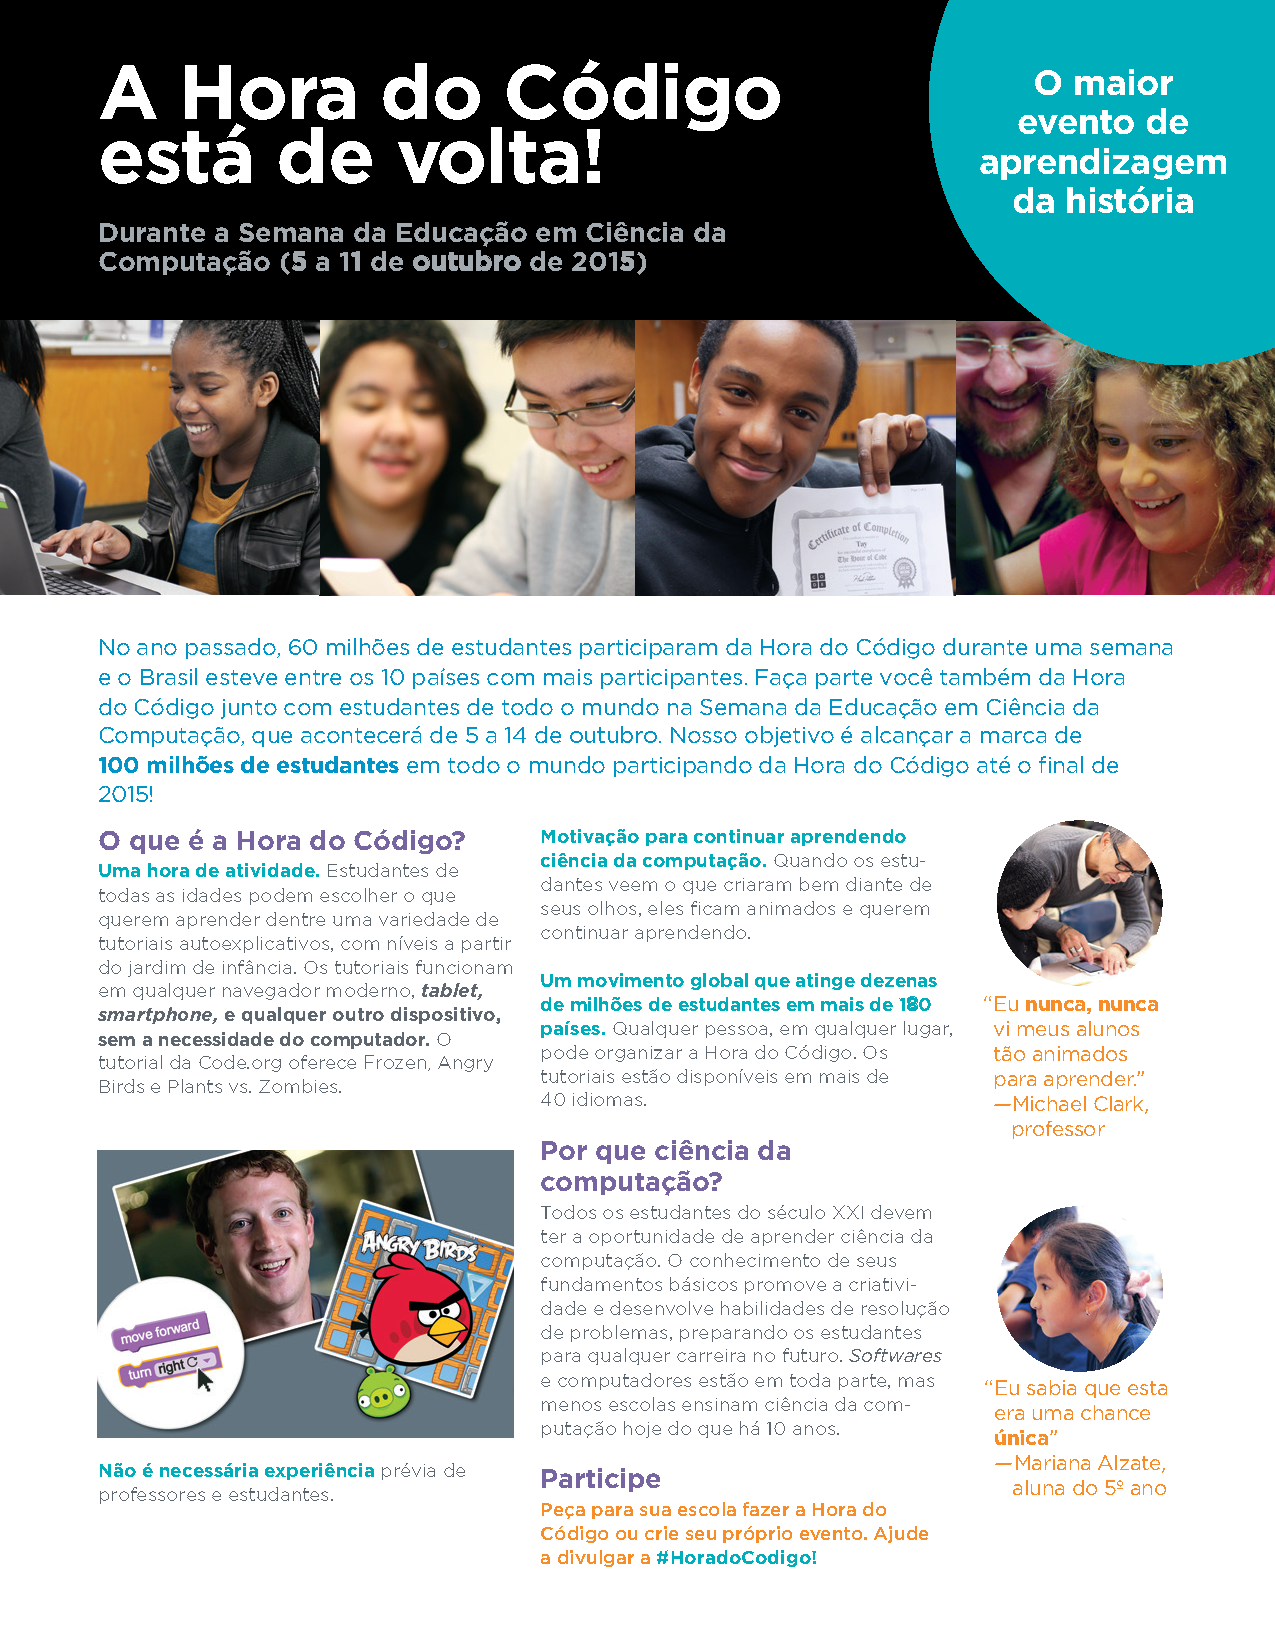 A Hora do Código
está de volta!
Durante a Semana da Educação em Ciência da
Computação (5 a 11 de outubro de 2015)
O maior
evento de
aprendizagem
da história
Certificate of Completion
Tay
The Hour of Code
No ano passado, 60 milhões de estudantes participaram da Hora do Código durante uma semana
e o Brasil esteve entre os 10 países com mais participantes. Faça parte você também da Hora
do Código junto com estudantes de todo o mundo na Semana da Educação em Ciência da
Computação, que acontecerá de 5 a 14 de outubro. Nosso objetivo é alcançar a marca de
100 milhões de estudantes em todo o mundo participando da Hora do Código até o final de
2015!
O que é a Hora do Código?
Uma hora de atividade. Estudantes de
todas as idades podem escolher o que
querem aprender dentre uma variedade de
tutoriais autoexplicativos, com níveis a partir
do jardim de infância. Os tutoriais funcionam
em qualquer navegador moderno, tablet,
smartphone, e qualquer outro dispositivo,
sem a necessidade do computador. O
tutorial da Code.org oferece Frozen, Angry
Birds e Plants vs. Zombies.
ANGRY BIRDS
move forward
turn right
Não é necessária experiência prévia de
professores e estudantes.
Motivação para continuar aprendendo
ciência da computação. Quando os estu-
dantes veem o que criaram bem diante de
seus olhos, eles ficam animados e querem
continuar aprendendo.
Um movimento global que atinge dezenas
de milhões de estudantes em mais de
países. Qualquer pessoa, em qualquer lugar,
pode organizar a Hora do Código. Os
tutoriais estão disponíveis em mais de
40 idiomas.
Por que ciência da
computação?
Todos os estudantes do século XXI devem
ter a oportunidade de aprender ciência da
computação. O conhecimento de seus
fundamentos básicos promove a criativi-
dade e desenvolve habilidades de resolução
de problemas, preparando os estudantes
para qualquer carreira no futuro. Softwares
e computadores estão em toda parte, mas
menos escolas ensinam ciência da com-
putação hoje do que há 10 anos.
Participe
Peça para sua escola fazer a Hora do
Código ou crie seu próprio evento. Ajude
a divulgar a #HoradoCodigo!
“Eu nunca, nunca
vi meus alunos
tão animados
para aprender.”
—Michael Clark,
professor
“Eu sabia que esta
era uma chance
única”
—Mariana Alzate,
aluna do 5º ano